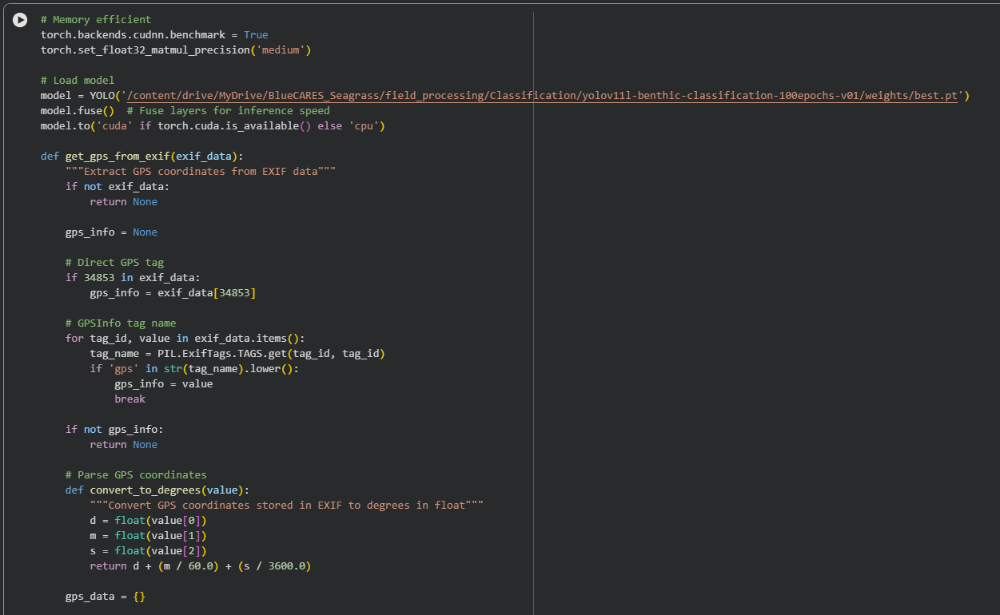 # Memory efficient
torch.backends.cudnn.benchmark = True
torch.set_float32_matmul_precision('medium')
# Load model
model = YOLO('/content/drive/MyDrive/BlueCARES_Seagrass/field_processing/Classification/yolov11l-benthic-classification-100epochs-v01/weights/best.pt')
model.fuse()  # Fuse layers for inference speed
model.to('cuda' if torch.cuda.is_available() else 'cpu')
def get_gps_from_exif(exif_data):
    """Extract GPS coordinates from EXIF data"""
    if not exif_data:
        return None
    gps_info = None
    # Direct GPS tag
    if 34853 in exif_data:
        gps_info = exif_data[34853]
    # GPSInfo tag name
    for tag_id, value in exif_data.items():
        tag_name = PIL.ExifTags.TAGS.get(tag_id, tag_id)
        if 'gps' in str(tag_name).lower():
            gps_info = value
            break
    if not gps_info:
        return None
    # Parse GPS coordinates
    def convert_to_degrees(value):
        """Convert GPS coordinates stored in EXIF to degrees in float"""
        d = float(value[0])
        m = float(value[1])
        s = float(value[2])
        return d + (m / 60.0) + (s / 3600.0)
    gps_data = {}